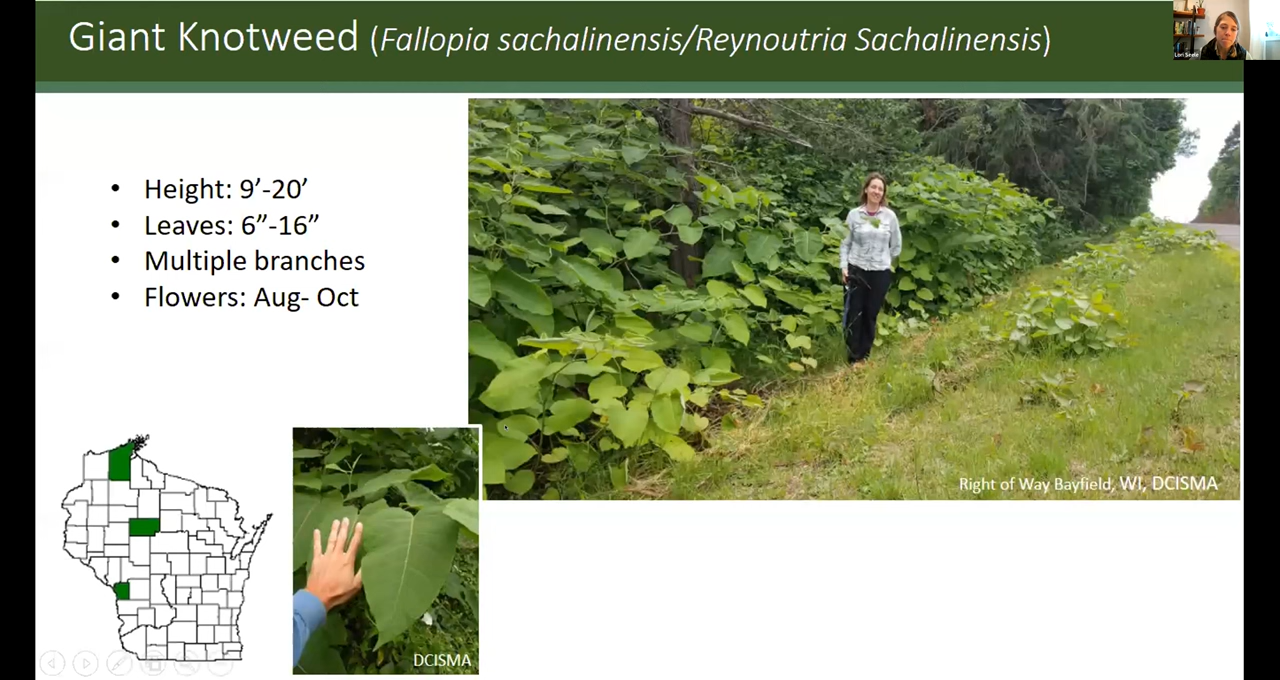 Giant Knotweed (Fallopia sachalinensis/Reynoutria Sachalinensis)
• Height: 9’-20’
• Leaves: 6”-16”
• Multiple branches
• Flowers: Aug- Oct
Right of Way Bayfield, WI, DCISMA
DCISMA